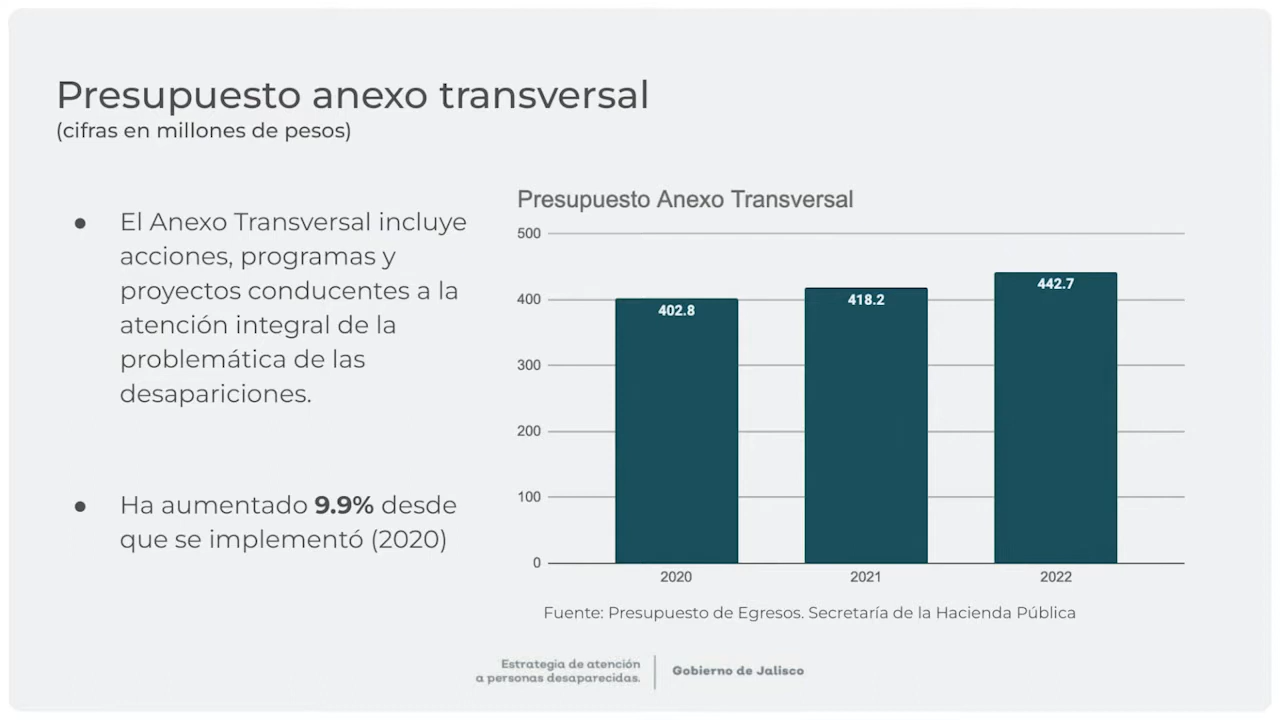 Presupuesto anexo transversal
(cifras en millones de pesos)
● El Anexo Transversal incluye
acciones, programas y
proyectos conducentes a la
atención integral de la
problemática de las
desapariciones.
● Ha aumentado 9.9% desde
que se implementó (2020)
Presupuesto Anexo Transversal
500
400
300
200
100
0
402.8
418.2
442.7
2020
2021
2022
Fuente: Presupuesto de Egresos. Secretaría de la Hacienda Pública
Estrategia de atención
a personas desaparecidas.
Gobierno de Jalisco